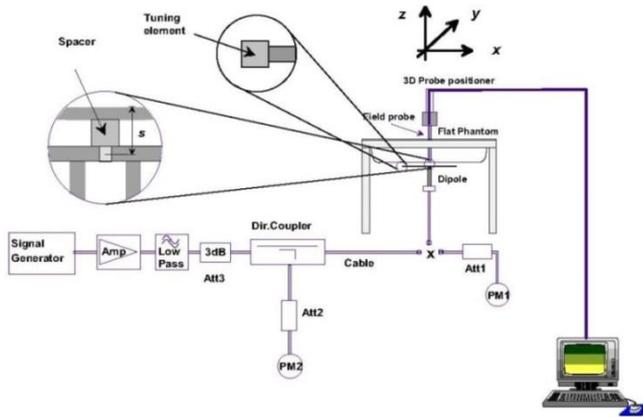 Tuning
element
Spacer
s
z
y
x
3D Probe positioner
Field probe
Flat Phantom
Dipole
Signal
Generator
Amp
Low
Pass
3dB
Att3
Dir.Coupler
Cable
x
Att1
PM1
Att2
PM2